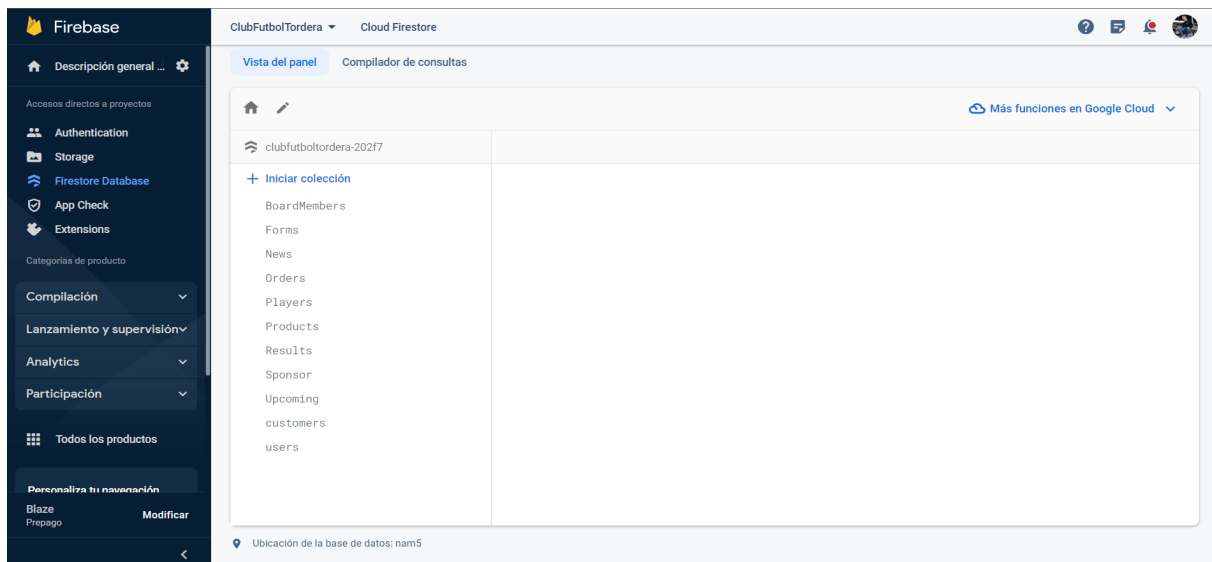 Firebase
Descripción general ...
Accesos directos a proyectos
Authentication
Storage
Firestore Database
App Check
Extensions
Categorías de producto
Compilación
Lanzamiento y supervisión
Analytics
Participación
Todos los productos
Personaliza tu navegación
Blaze
Prepago
Modificar
ClubFutbolTordera Cloud Firestore
Vista del panel Compilador de consultas
Más funciones en Google Cloud
clubfutboltordera-202f7
Iniciar colección
BoardMembers
Forms
News
Orders
Players
Products
Results
Sponsor
Upcoming
customers
users
Ubicación de la base de datos: nam5